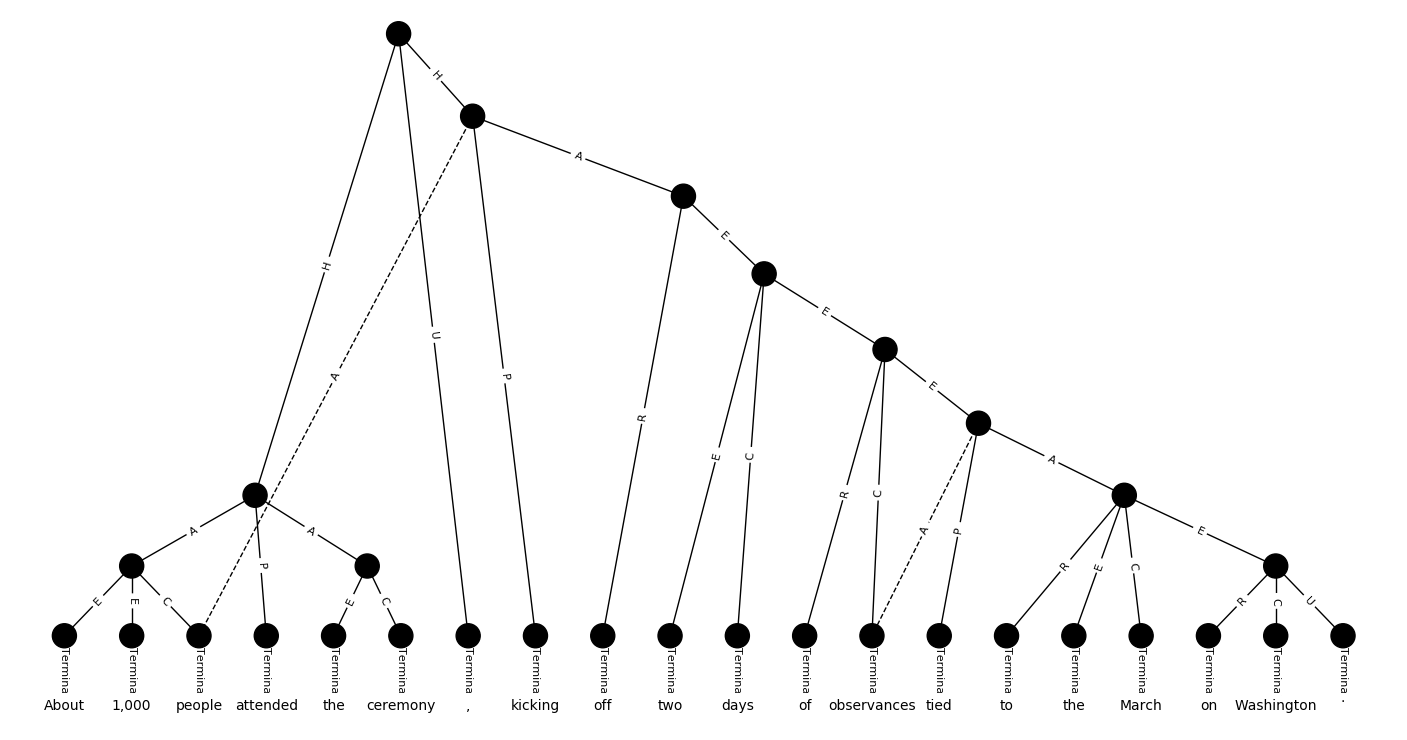 H
H
A
U
E
H
A
P
E
E
R
A
E
C
R
C
A
P
A
A
P
A
R
E
C
E
E
E
C
E
C
R
C
U
Termina Termina Termina Termina Termina Termina Termina Termina Termina Termina Termina Termina Termina Termina Termina Termina Termina Termina Termina Termina
About 1,000 people attended the ceremony , kicking off two days of observances tied to the March on Washington .